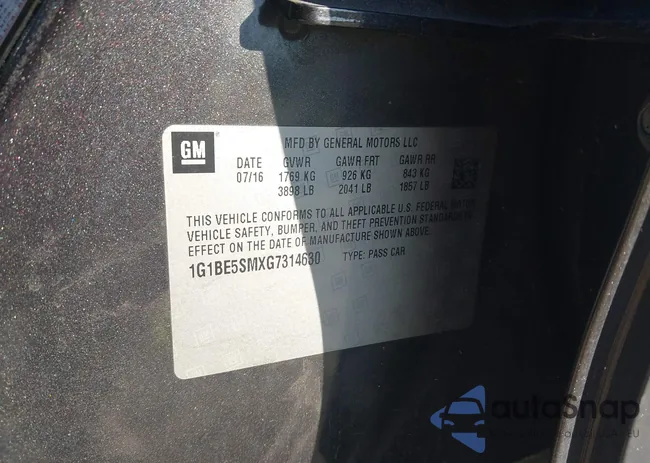 GM
MFD BY GENERAL MOTORS LLC
DATE GVWR GAWR FRT GAWR RR
07/16 1769 KG 926 KG 843 KG
3898 LB 2041 LB 1857 LB
THIS VEHICLE CONFORMS TO ALL APPLICABLE U.S. FEDERAL MOTOR
VEHICLE SAFETY, BUMPER, AND THEFT PREVENTION STANDARDS IN
EFFECT ON THE DATE OF MANUFACTURE SHOWN ABOVE.
1G1BE5SMXG7314630 TYPE: PASS CAR
autoSnap